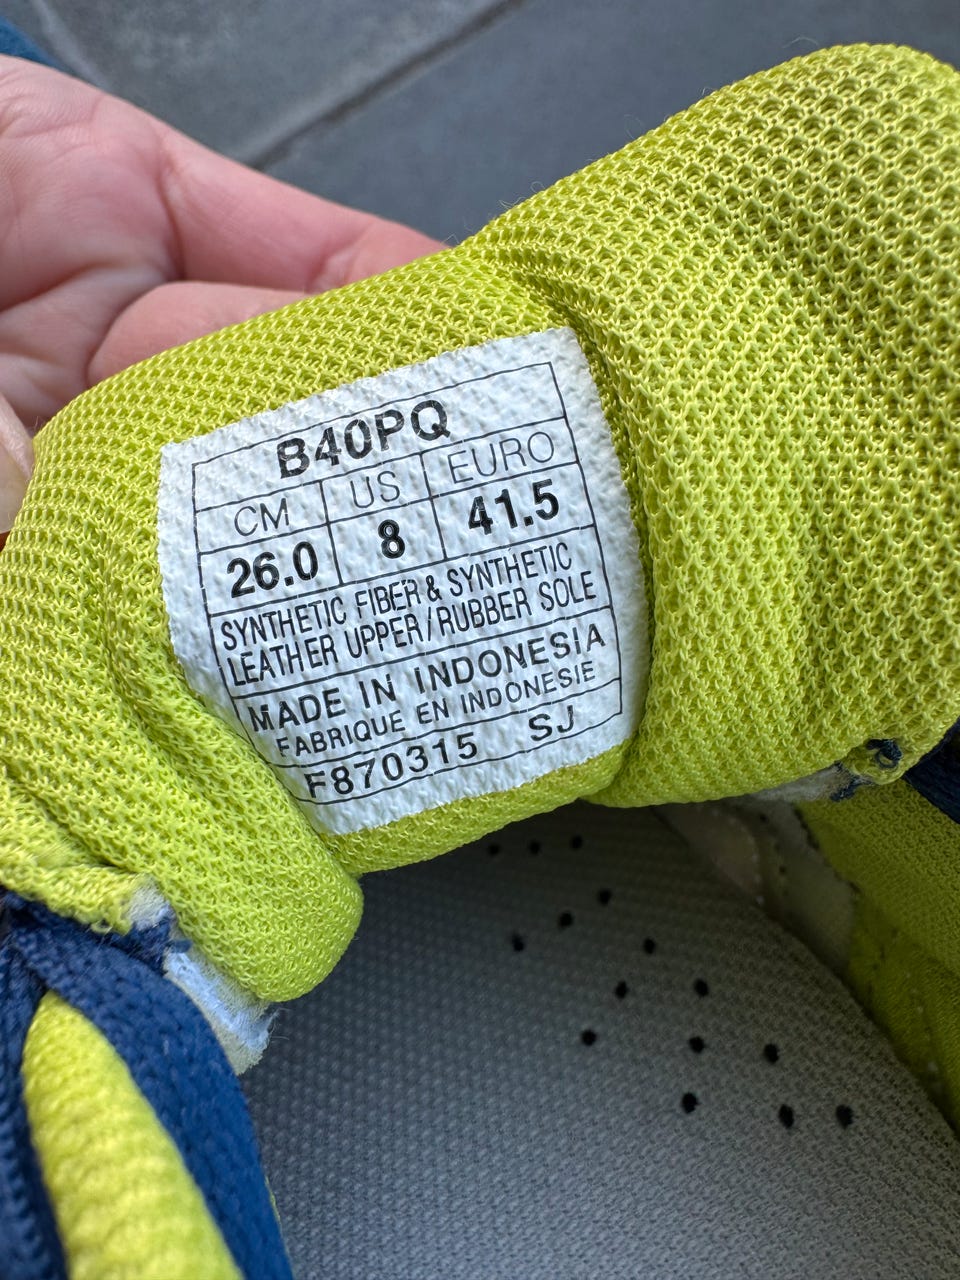 B40PQ
CM US EURO
26.0 8 41.5
SYNTHETIC FIBER & SYNTHETIC
LEATHER UPPER/RUBBER SOLE
MADE IN INDONESIA
FABRIQUE EN INDONESIE
F870315 SJ